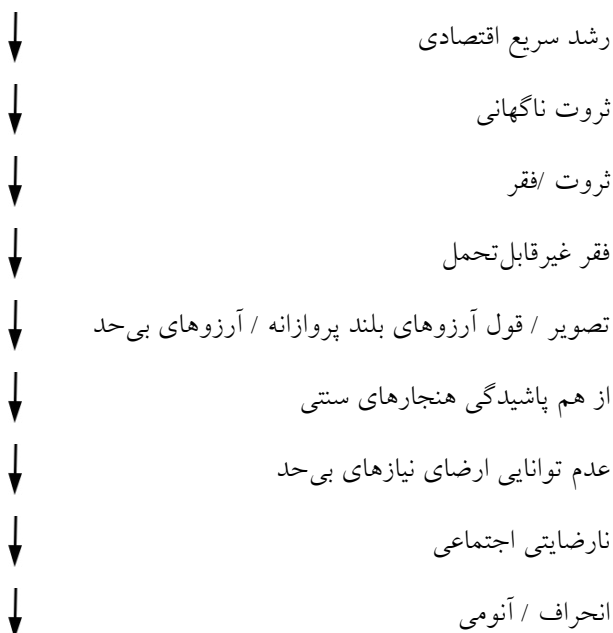 رشد سریع اقتصادی
ثروت ناگهانی
ثروت /فقر
فقر غیرقابل‌تحمل
تصویر / قول آرزوهای بلند پروازانه / آرزوهای بی‌حد
از هم پاشیدگی هنجارهای سنتی
عدم توانایی ارضای نیازهای بی‌حد
نارضایتی اجتماعی
انحراف / آنومی